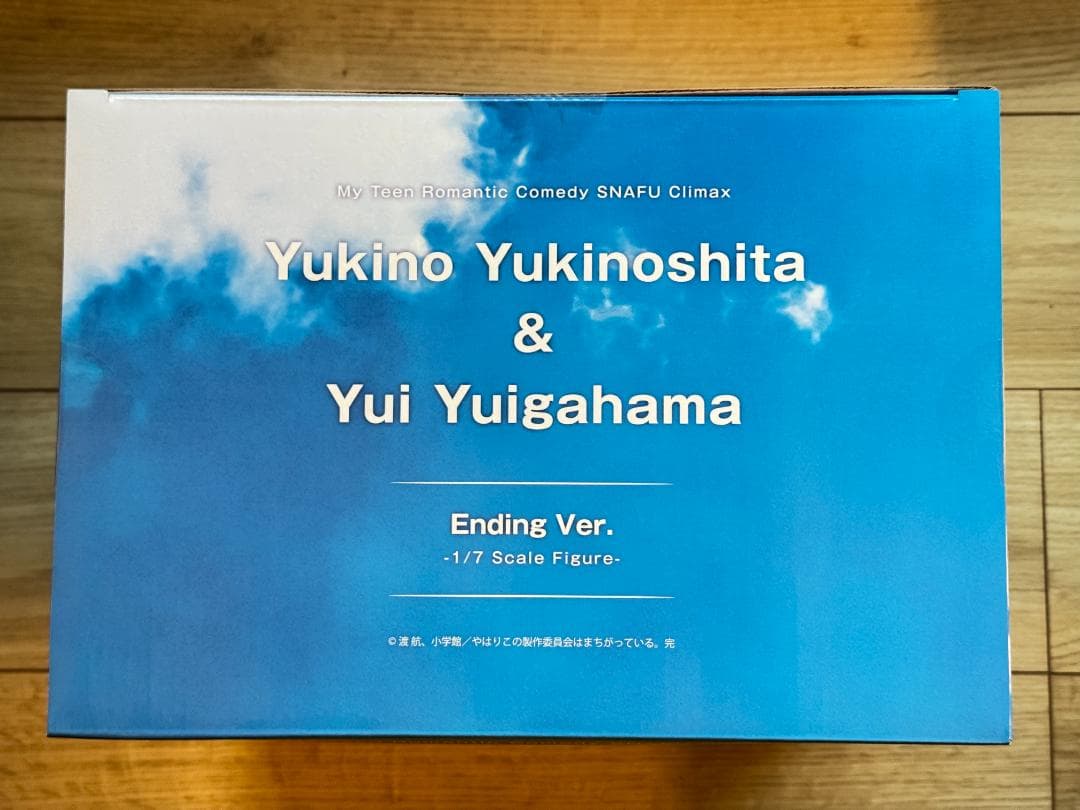 My Teen Romantic Comedy SNAFU Climax
Yukino Yukinoshita
&
Yui Yuigahama
Ending Ver.
-1/7 Scale Figure-
© 渡 航、小学館／やはりこの製作委員会はまちがっている。完